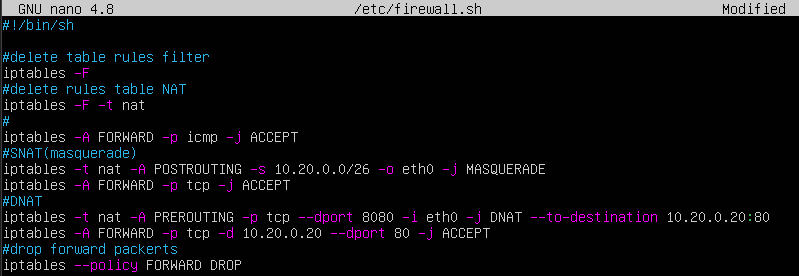 GNU nano 4.8 /etc/firewall.sh Modified
#!/bin/sh
#delete table rules filter
iptables -F
#delete rules table NAT
iptables -F -t nat
#
iptables -A FORWARD -p icmp -j ACCEPT
#SNAT(masquerade)
iptables -t nat -A POSTROUTING -s 10.20.0.0/26 -o eth0 -j MASQUERADE
iptables -A FORWARD -p tcp -j ACCEPT
#DNAT
iptables -t nat -A PREROUTING -p tcp --dport 8080 -i eth0 -j DNAT --to-destination 10.20.0.20:80
iptables -A FORWARD -p tcp -d 10.20.0.20 --dport 80 -j ACCEPT
#drop forward packerts
iptables --policy FORWARD DROP